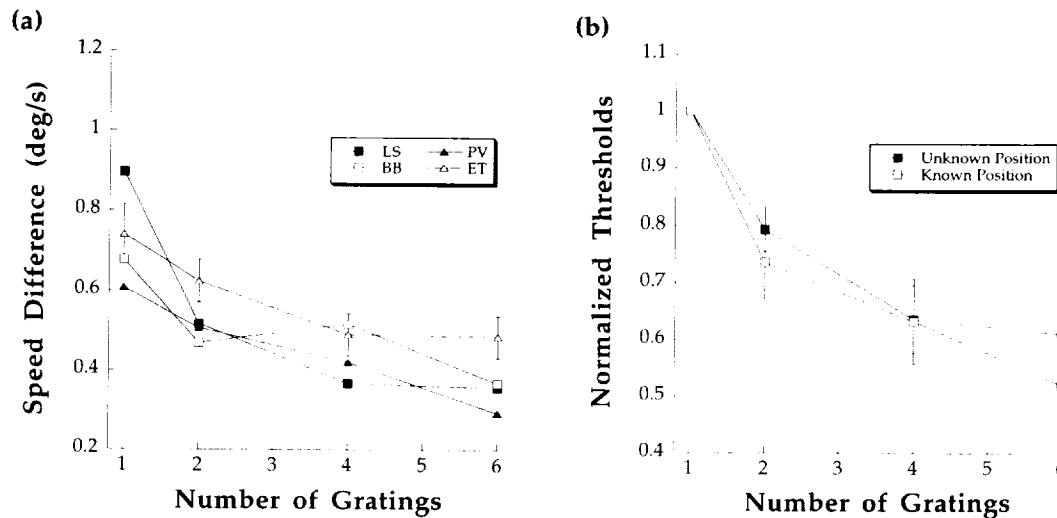 (a)
1.2
1
0.8
0.6
0.4
0.2
Speed Difference (deg/s)
LS PV
BB ET
1 2 3 4 5 6
Number of Gratings
(b)
1.1
1
0.9
0.8
0.7
0.6
0.5
0.4
Normalized Thresholds
Unknown Position
Known Position
1 2 3 4 5 6
Number of Gratings